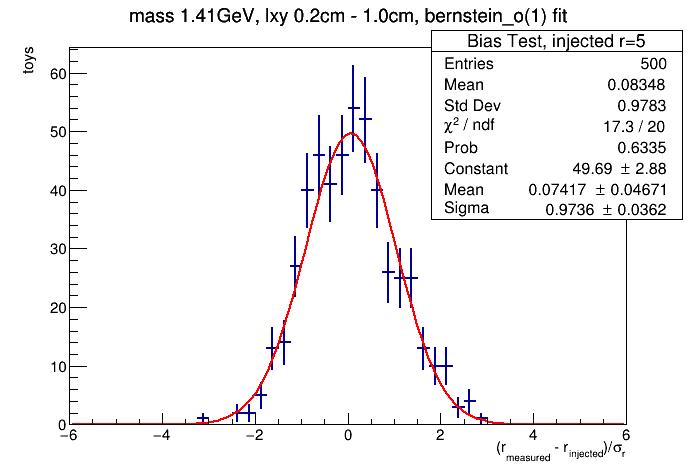 mass 1.41GeV, lxy 0.2cm - 1.0cm, bernstein_o(1) fit
toys
Bias Test, injected r=5
Entries 500
Mean 0.08348
Std Dev 0.9783
χ² / ndf 17.3 / 20
Prob 0.6335
Constant 49.69 ± 2.88
Mean 0.07417 ± 0.04671
Sigma 0.9736 ± 0.0362
60
50
40
30
20
10
0
−6 −4 −2 0 2 4 6
(r_measured - r_injected)/σ_r